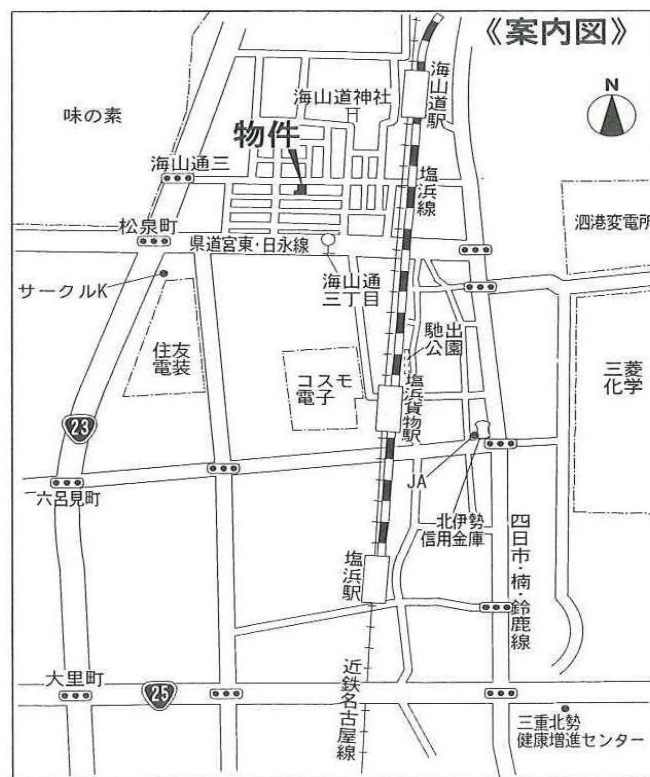 《案内図》
N
味の素
海山道神社
海山道駅
物件
海山通三
塩浜線
松泉町
県道宮東・日永線
泗港変電所
サークルK
海山通
三丁目
住友
電装
馳出
公園
コスモ
電子
三菱
化学
塩浜貨物駅
23
JA
六呂見町
北伊勢
信用金庫
四日市・楠・鈴鹿線
塩浜駅
大里町
25
近鉄名古屋線
三重北勢
健康増進センター